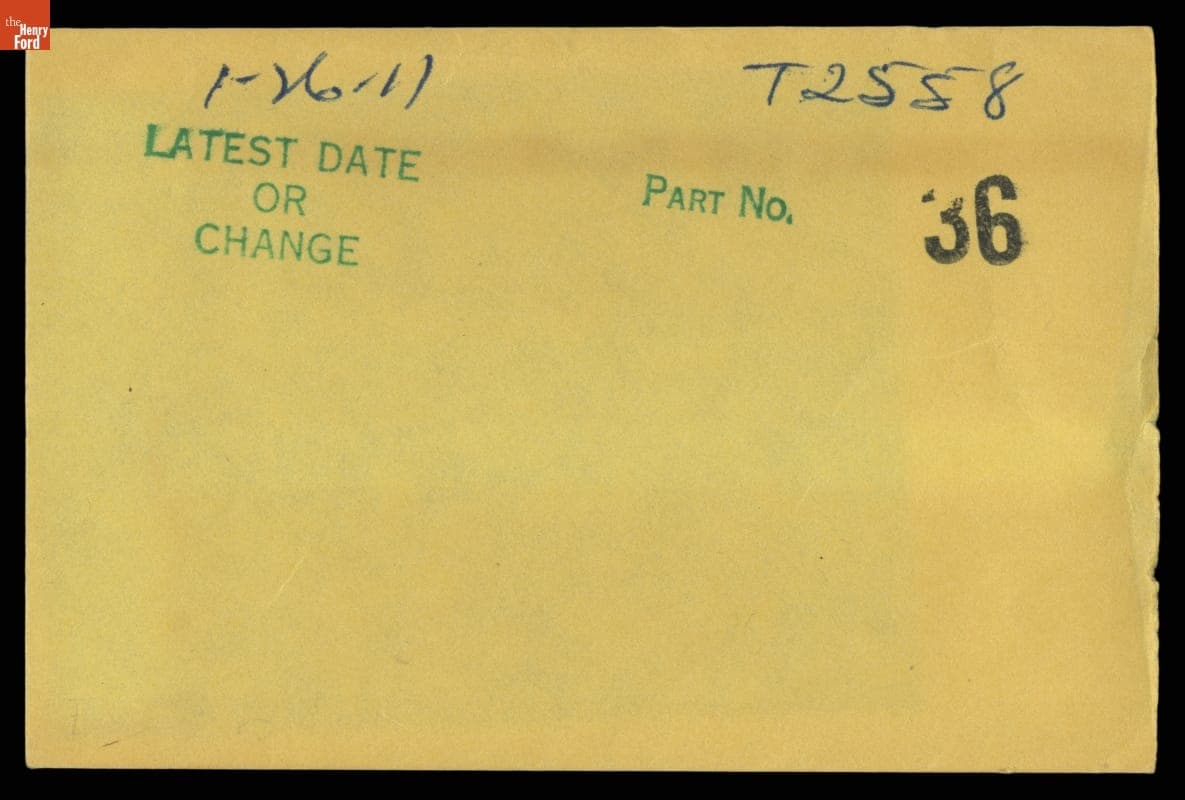 the
Henry
Ford
1-26-11 T2558
LATEST DATE
OR
CHANGE
PART NO. 36